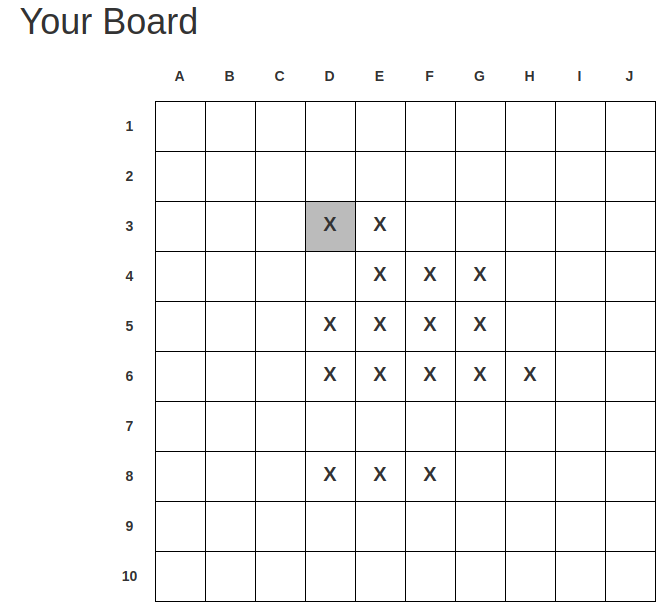 Your Board
A B C D E F G H I J
1
2
3 X X
4 X X X
5 X X X X
6 X X X X X
7
8 X X X
9
10